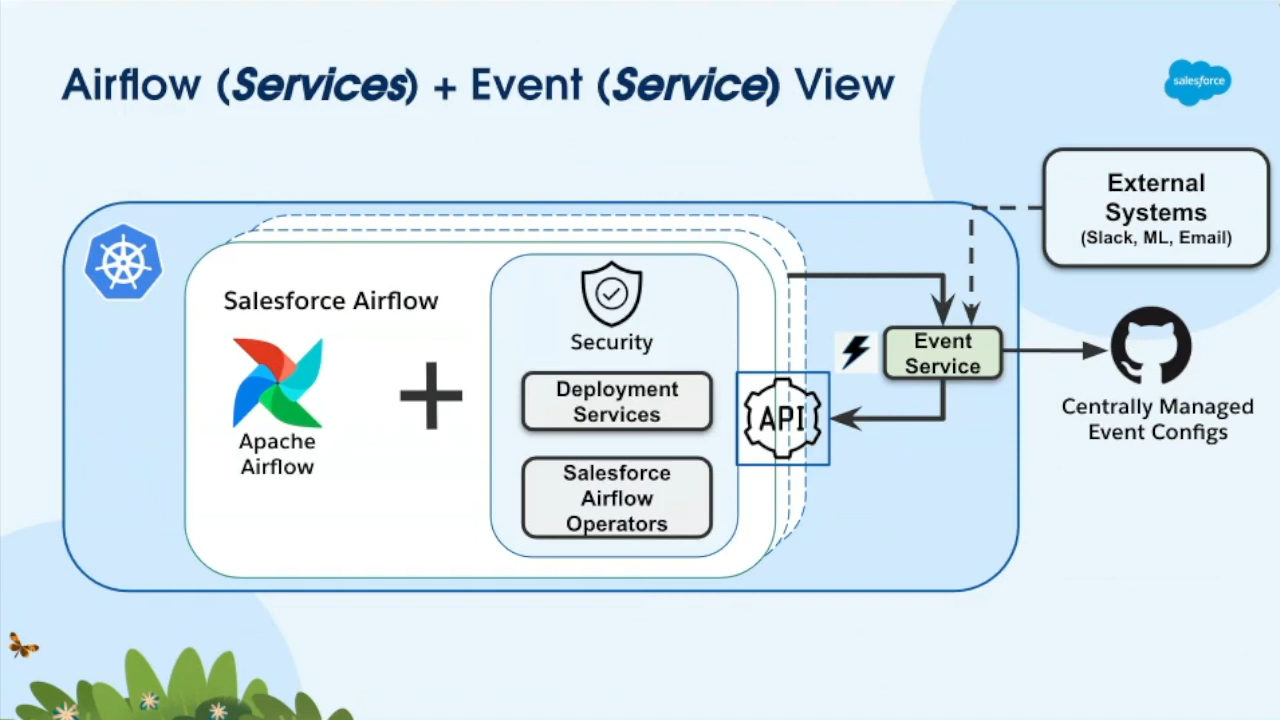 Airflow (Services) + Event (Service) View
salesforce
External
Systems
(Slack, ML, Email)
Salesforce Airflow
Apache
Airflow
Security
Deployment
Services
Salesforce
Airflow
Operators
API
Event
Service
Centrally Managed
Event Configs